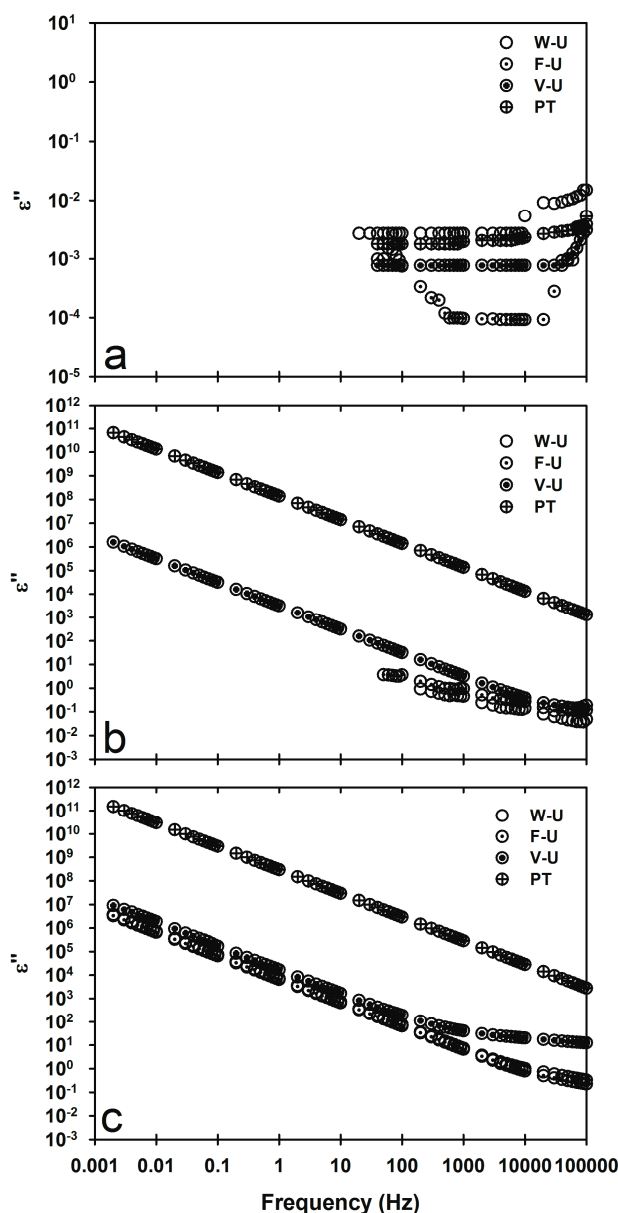 10¹
10⁰
10⁻¹
10⁻²
10⁻³
10⁻⁴
10⁻⁵
ε"
W-U
F-U
V-U
PT
a
10¹²
10¹¹
10¹⁰
10⁹
10⁸
10⁷
10⁶
10⁵
10⁴
10³
10²
10¹
10⁰
10⁻¹
10⁻²
10⁻³
ε"
W-U
F-U
V-U
PT
b
10¹²
10¹¹
10¹⁰
10⁹
10⁸
10⁷
10⁶
10⁵
10⁴
10³
10²
10¹
10⁰
10⁻¹
10⁻²
10⁻³
ε"
W-U
F-U
V-U
PT
c
0.001 0.01 0.1 1 10 100 1000 10000 100000
Frequency (Hz)